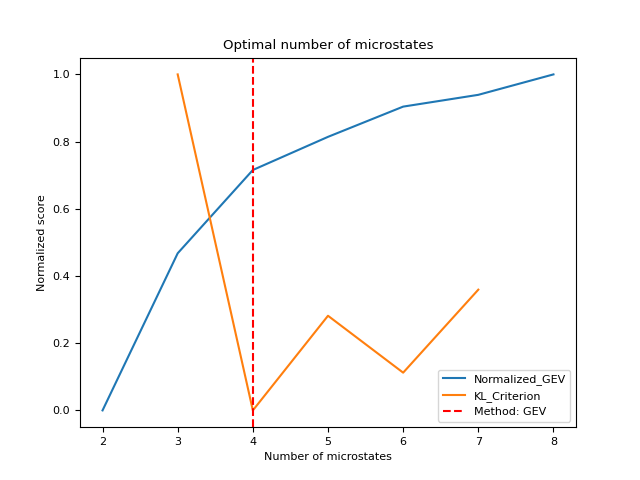 Optimal number of microstates
Normalized score
1.0
0.8
0.6
0.4
0.2
0.0
2 3 4 5 6 7 8
Number of microstates
Normalized_GEV
KL_Criterion
Method: GEV